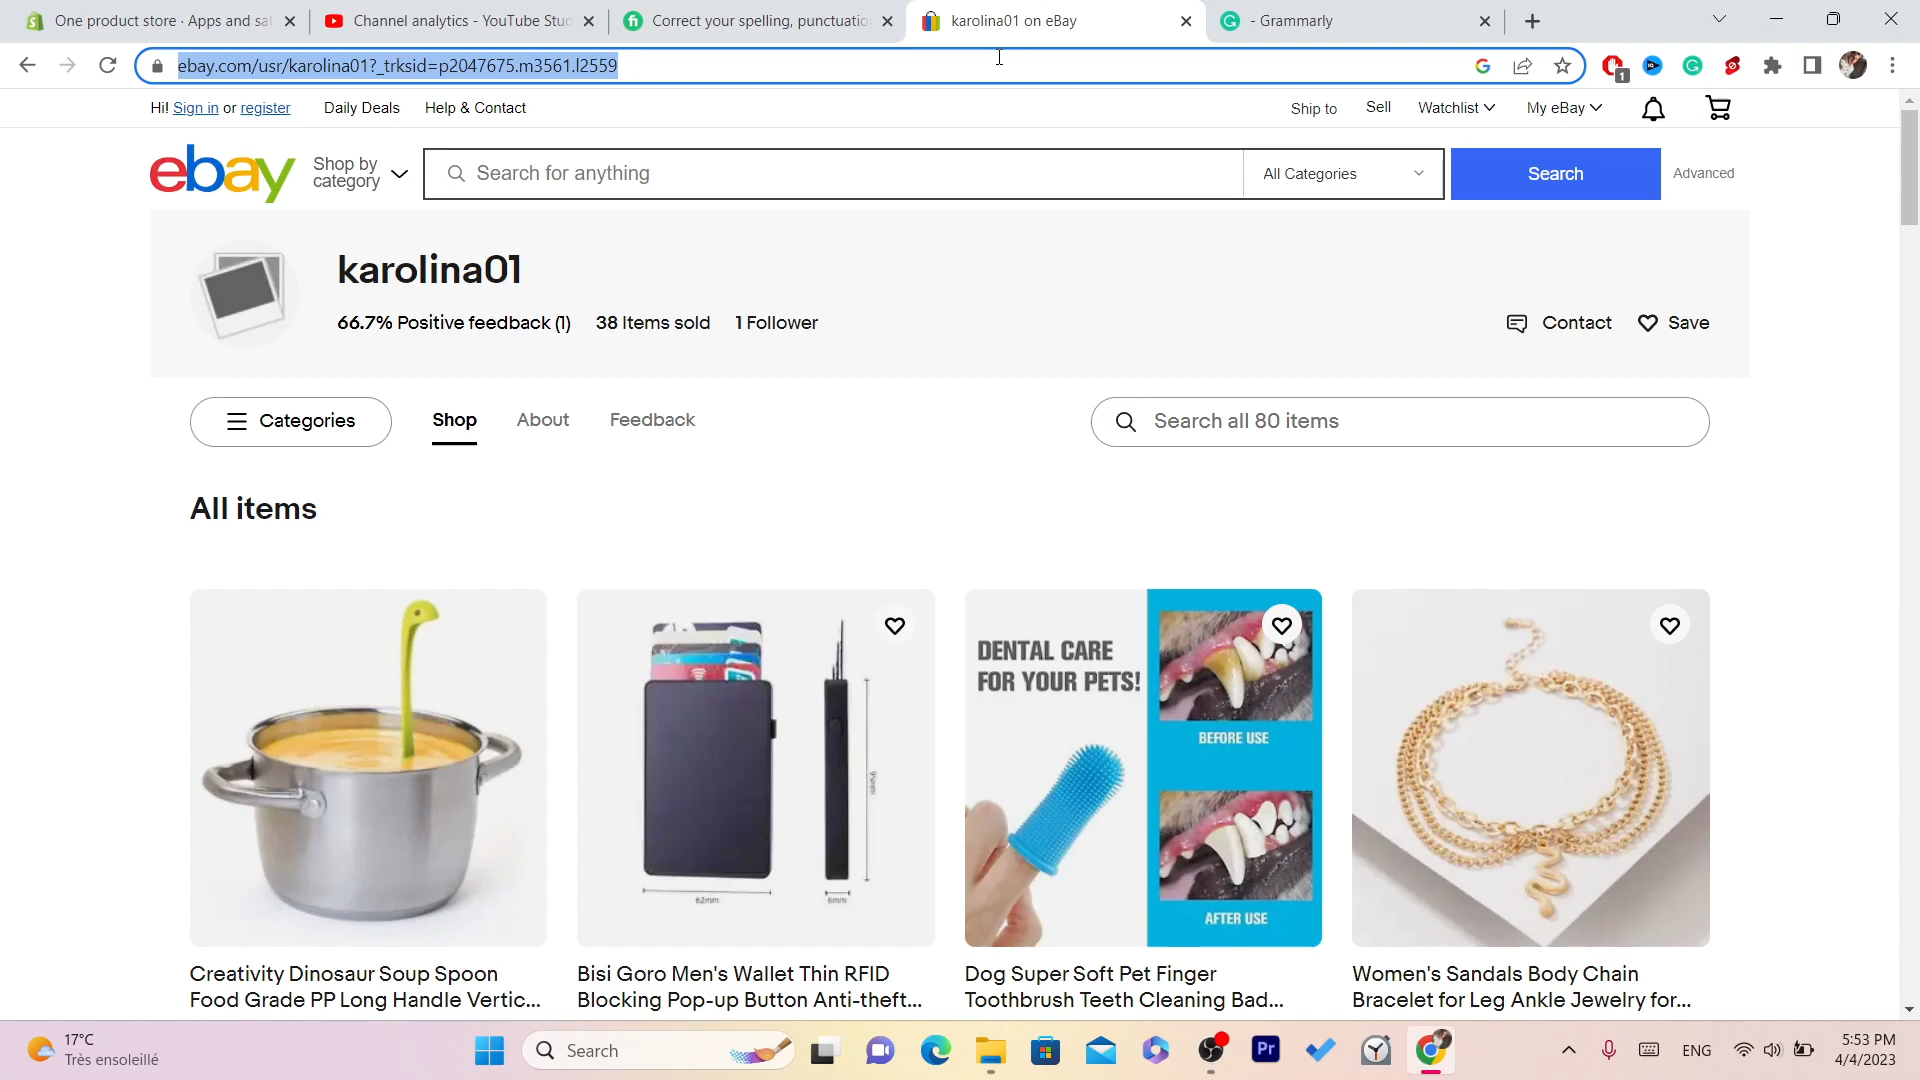 One product store · Apps and sal
Channel analytics - YouTube Stud
Correct your spelling, punctuatio
karolina01 on eBay
- Grammarly
ebay.com/usr/karolina01?_trksid=p2047675.m3561.l2559
1
Hi! Sign in or register
Daily Deals
Help & Contact
Ship to
Sell
Watchlist
My eBay
ebay
Shop by
category
Search for anything
All Categories
Search
Advanced
karolina01
66.7% Positive feedback (1)
38 Items sold
1 Follower
Contact
Save
Categories
Shop
About
Feedback
Search all 80 items
All items
95mm
62mm
6mm
DENTAL CARE
FOR YOUR PETS!
BEFORE USE
AFTER USE
Creativity Dinosaur Soup Spoon
Food Grade PP Long Handle Vertic...
Bisi Goro Men's Wallet Thin RFID
Blocking Pop-up Button Anti-theft...
Dog Super Soft Pet Finger
Toothbrush Teeth Cleaning Bad...
Women's Sandals Body Chain
Bracelet for Leg Ankle Jewelry for...
17°C
Très ensoleillé
Search
Pr
ENG
5:53 PM
4/4/2023